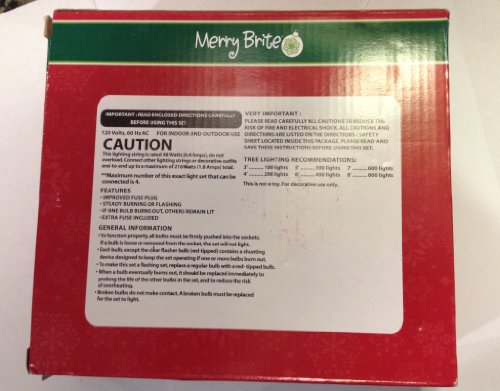 Merry Brite
IMPORTANT : READ ENCLOSED DIRECTIONS CAREFULLY
BEFORE USING THIS SET
120 Volts, 60 Hz AC FOR INDOOR AND OUTDOOR USE
CAUTION
This lighting string is rated 48 Watts (0.4 Amps), do not
overload. Connect other lighting strings or decorative outfits
end-to-end up to a maximum of 216 Watts (1.8 Amps) total.
**Maximum number of this exact light set that can be
connected is 4.
FEATURES
• IMPROVED FUSE PLUG
• STEADY BURNING OR FLASHING
• IF ONE BULB BURNS OUT, OTHERS REMAIN LIT
• EXTRA FUSE INCLUDED
GENERAL INFORMATION
• To function properly, all bulbs must be firmly pushed into the sockets.
If a bulb is loose or removed from the socket, the set will not light.
• Each bulb, except the clear flasher bulb (red-tipped) contains a shunting
device designed to keep the set operating if one or more bulbs burn out.
• To make this set a flashing set, replace a regular bulb with a red- tipped bulb.
• When a bulb eventually burns out, it should be replaced immediately to
prolong the life of the other bulbs in the set, and to reduce the risk
of overheating.
• Broken bulbs do not make contact. A broken bulb must be replaced
for the set to light.
VERY IMPORTANT :
PLEASE READ CAREFULLY ALL CAUTIONS TO REDUCE THE
RISK OF FIRE AND ELECTRICAL SHOCK. ALL CAUTIONS AND
DIRECTIONS ARE LISTED ON THE DIRECTIONS - SAFETY
SHEET LOCATED INSIDE THIS PACKAGE. PLEASE READ AND
SAVE THESE INSTRUCTIONS BEFORE USING THIS SET.
TREE LIGHTING RECOMMENDATIONS:
3' ........ 100 lights 5' ........ 300 lights 7' ........ 600 lights
4' ........ 200 lights 6' ........ 400 lights 8' ........ 800 lights
This is not a toy. For decorative use only.